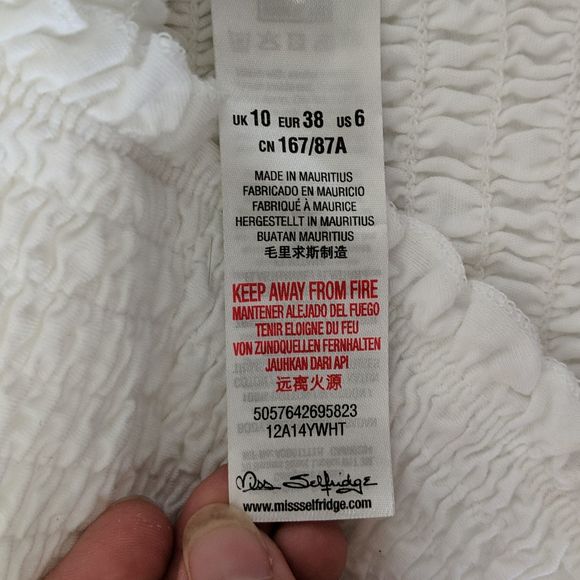 UK 10 EUR 38 US 6
CN 167/87A
MADE IN MAURITIUS
FABRICADO EN MAURICIO
FABRIQUÉ À MAURICE
HERGESTELLT IN MAURITIUS
BUATAN MAURITIUS
毛里求斯制造
KEEP AWAY FROM FIRE
MANTENER ALEJADO DEL FUEGO
TENIR ELOIGNE DU FEU
VON ZUNDQUELLEN FERNHALTEN
JAUHKAN DARI API
远离火源
5057642695823
12A14YWHT
Miss Selfridge
www.missselfridge.com